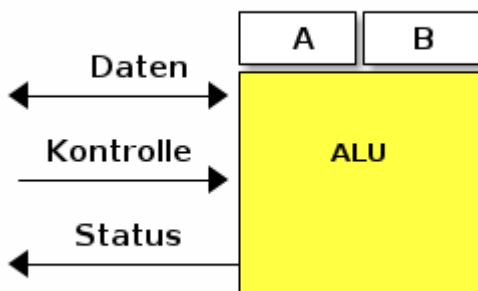 A B
Daten
Kontrolle
ALU
Status